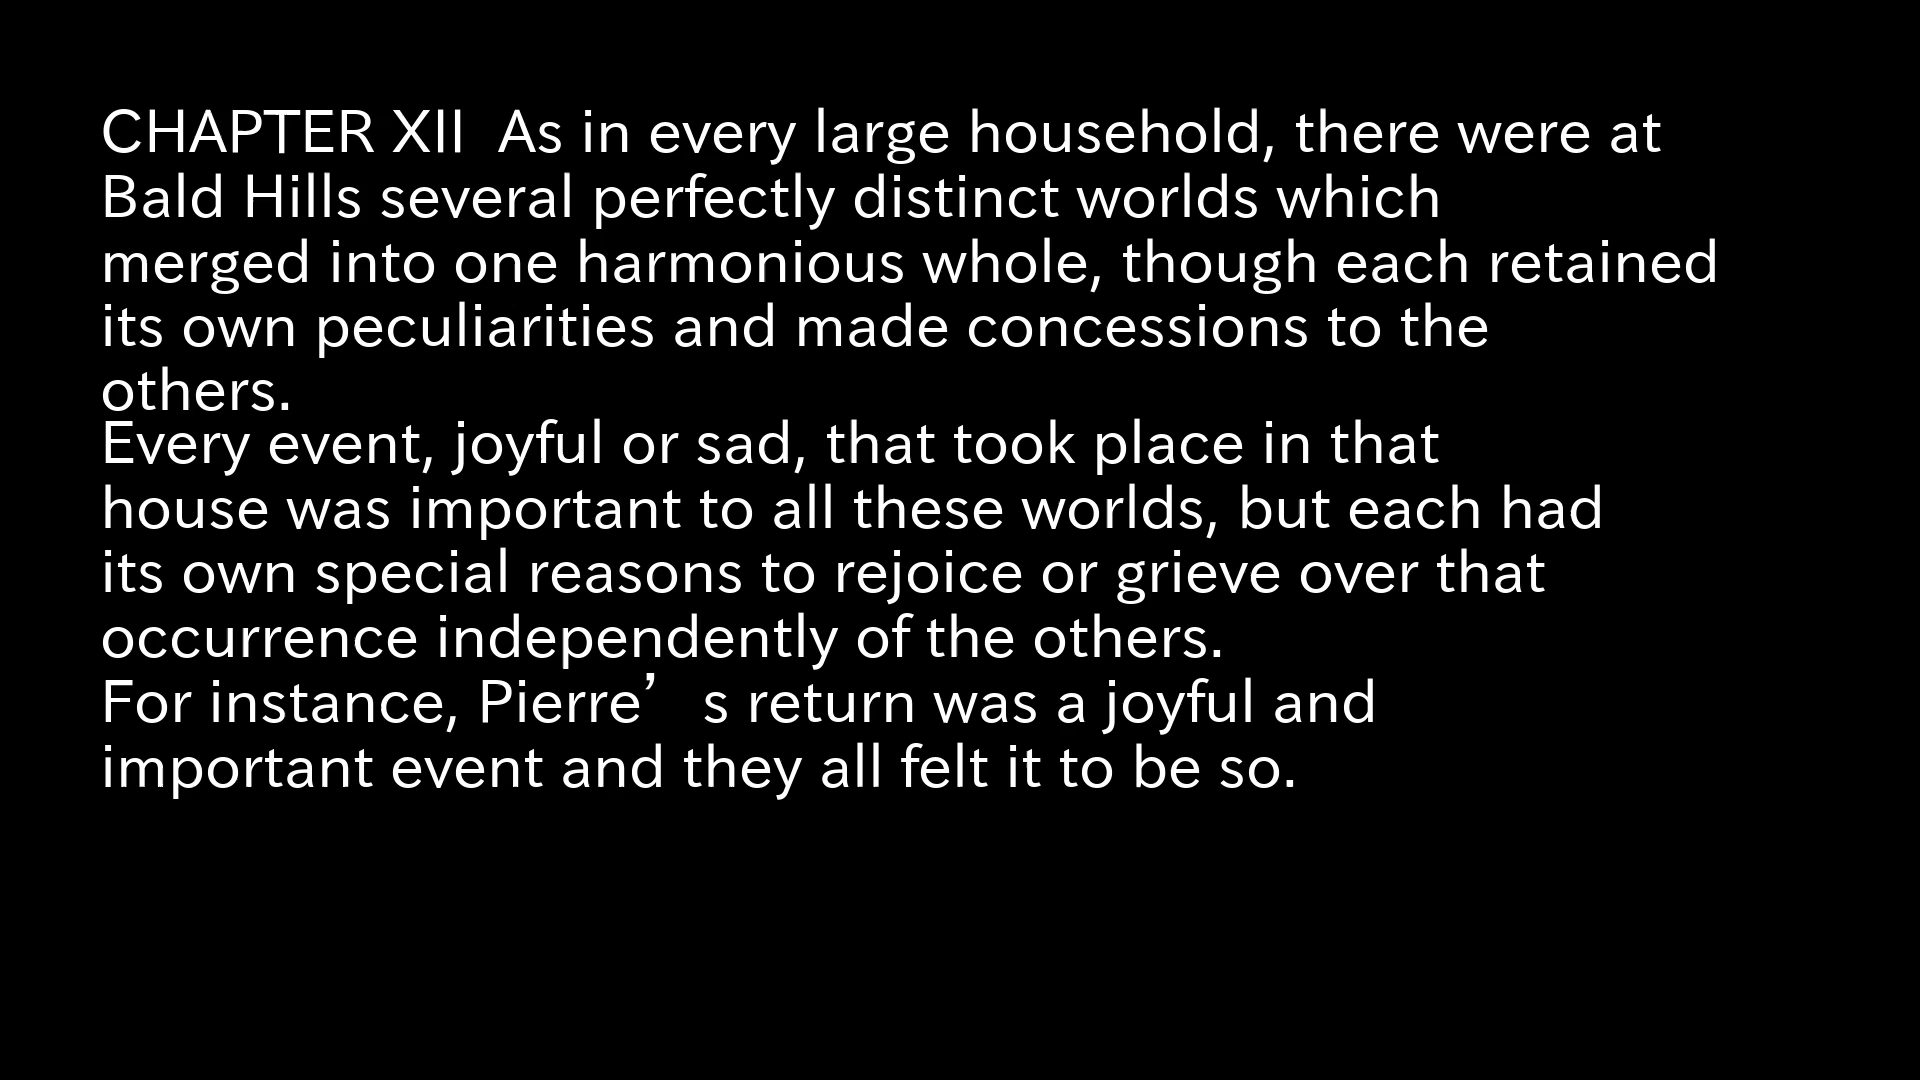 CHAPTER XII  As in every large household, there were at
Bald Hills several perfectly distinct worlds which
merged into one harmonious whole, though each retained
its own peculiarities and made concessions to the
others.
Every event, joyful or sad, that took place in that
house was important to all these worlds, but each had
its own special reasons to rejoice or grieve over that
occurrence independently of the others.
For instance, Pierre’s return was a joyful and
important event and they all felt it to be so.